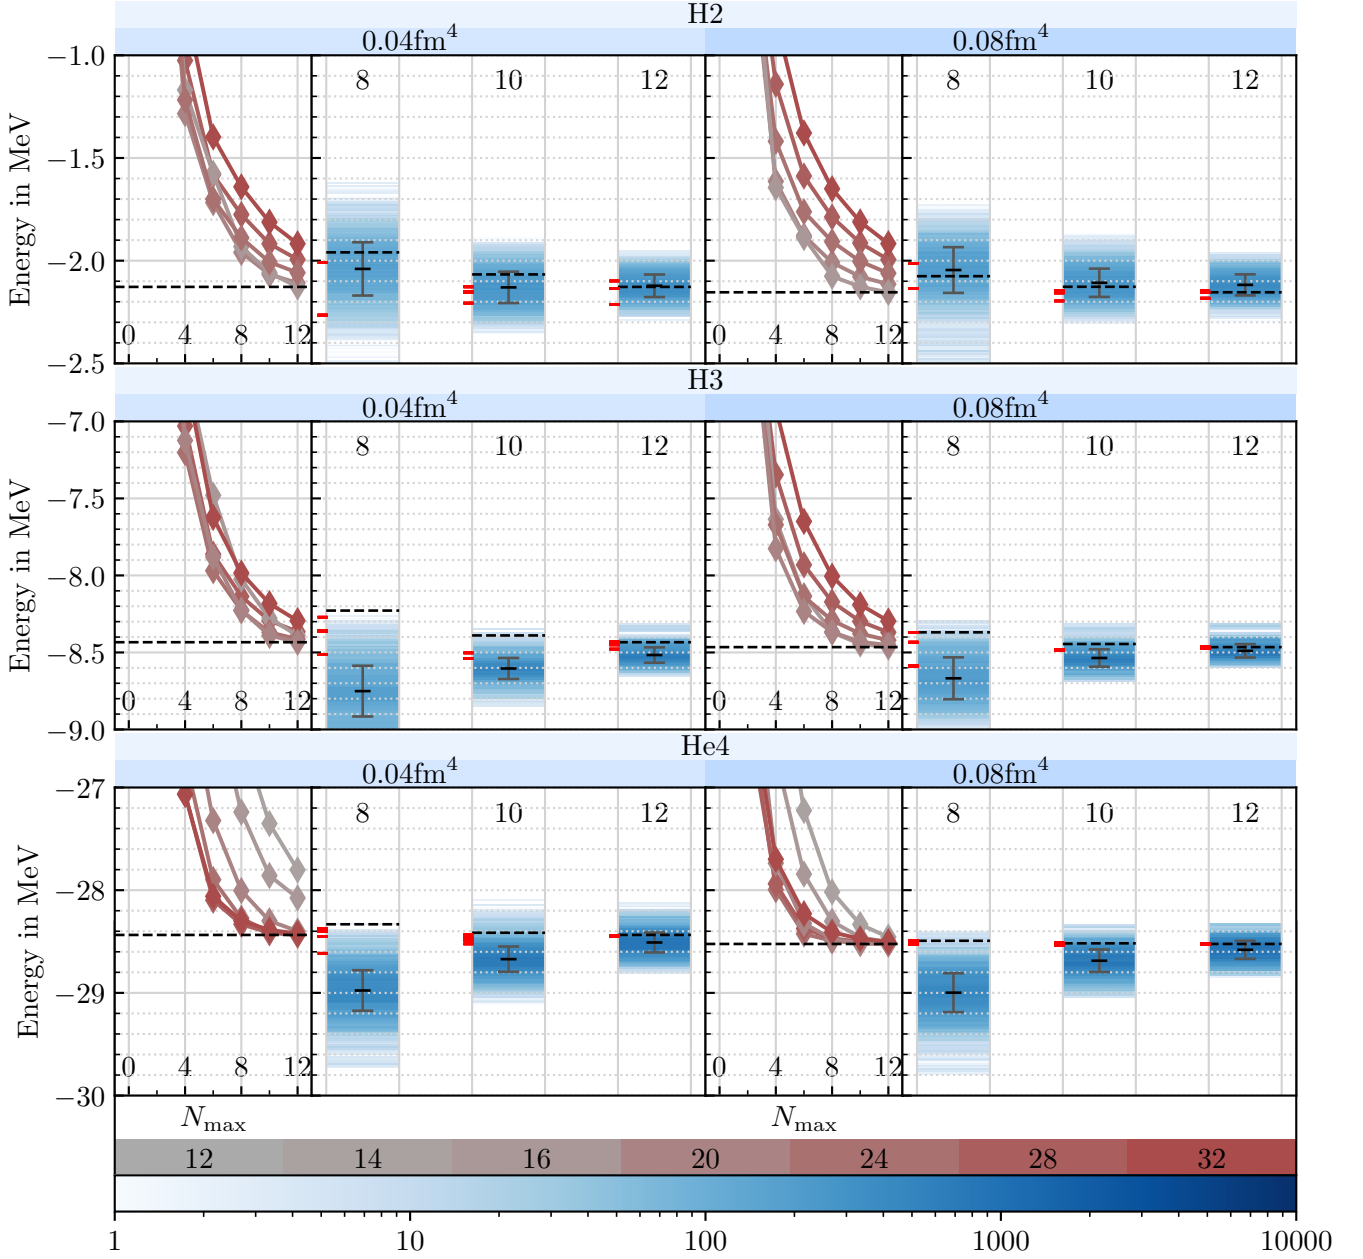 H2
0.04fm⁴ 0.08fm⁴
−1.0 8 10 12 8 10 12
−1.5
−2.0
−2.5
Energy in MeV
0 4 8 12 0 4 8 12
H3
0.04fm⁴ 0.08fm⁴
−7.0 8 10 12 8 10 12
−7.5
−8.0
−8.5
−9.0
Energy in MeV
0 4 8 12 0 4 8 12
He4
0.04fm⁴ 0.08fm⁴
−27 8 10 12 8 10 12
−28
−29
−30
Energy in MeV
0 4 8 12 0 4 8 12
N_max N_max
12 14 16 20 24 28 32
1 10 100 1000 10000